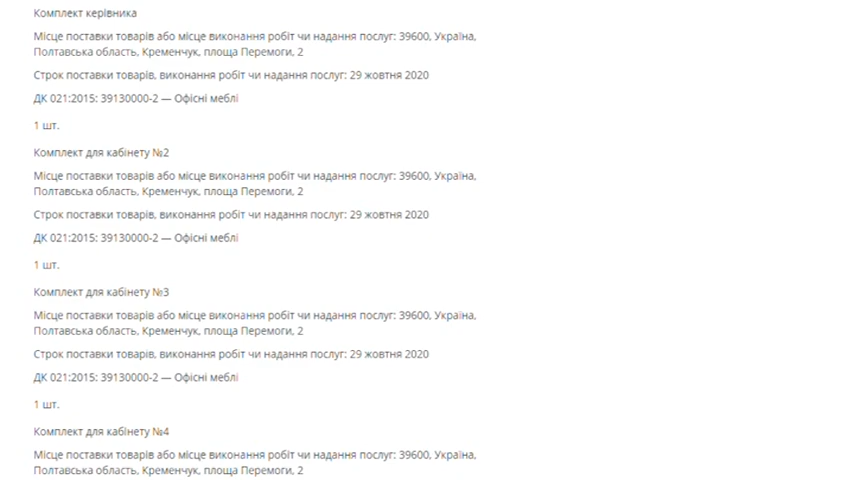 Комплект керівника
Місце поставки товарів або місце виконання робіт чи надання послуг: 39600, Україна,
Полтавська область, Кременчук, площа Перемоги, 2
Строк поставки товарів, виконання робіт чи надання послуг: 29 жовтня 2020
ДК 021:2015: 39130000-2 — Офісні меблі
1 шт.
Комплект для кабінету №2
Місце поставки товарів або місце виконання робіт чи надання послуг: 39600, Україна,
Полтавська область, Кременчук, площа Перемоги, 2
Строк поставки товарів, виконання робіт чи надання послуг: 29 жовтня 2020
ДК 021:2015: 39130000-2 — Офісні меблі
1 шт.
Комплект для кабінету №3
Місце поставки товарів або місце виконання робіт чи надання послуг: 39600, Україна,
Полтавська область, Кременчук, площа Перемоги, 2
Строк поставки товарів, виконання робіт чи надання послуг: 29 жовтня 2020
ДК 021:2015: 39130000-2 — Офісні меблі
1 шт.
Комплект для кабінету №4
Місце поставки товарів або місце виконання робіт чи надання послуг: 39600, Україна,
Полтавська область, Кременчук, площа Перемоги, 2